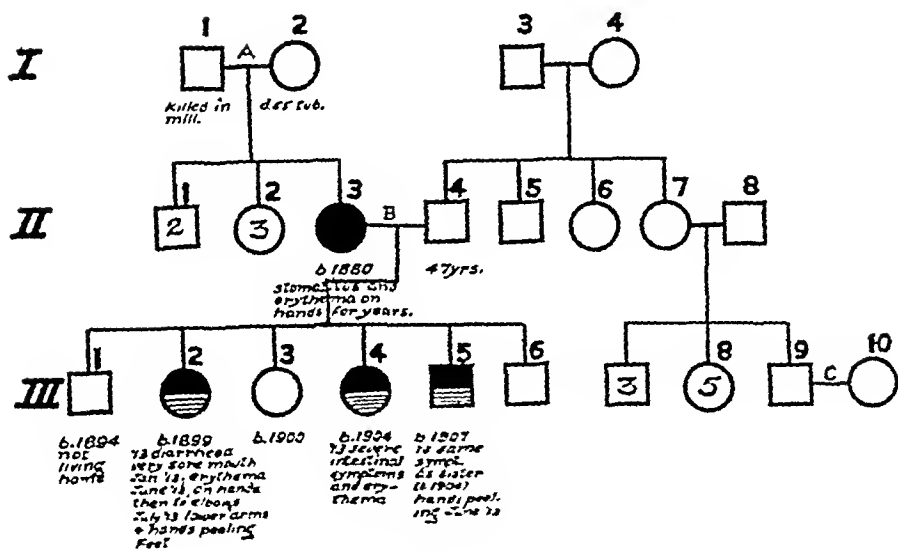 1 2 3 4
I A
Killed in d. of tub.
mill.
1 2 3 4 5 6 7 8
II 2 3 B
b.1880 47yrs.
stomatitis and
erythema on
hands for years.
1 2 3 4 5 6 8 9 10
III 3 5 C
b.1894 b.1899 b.1900 b.1904 b.1907
not '13 diarrhoea '13 severe '13 same
living very sore mouth intestinal sympt.
home Jan '13, erythema symptoms as sister
June '13, on hands and ery- (b.1904)
then to elbows thema hands peel-
July '13 lower arms ing June '13
+ hands peeling
Feet